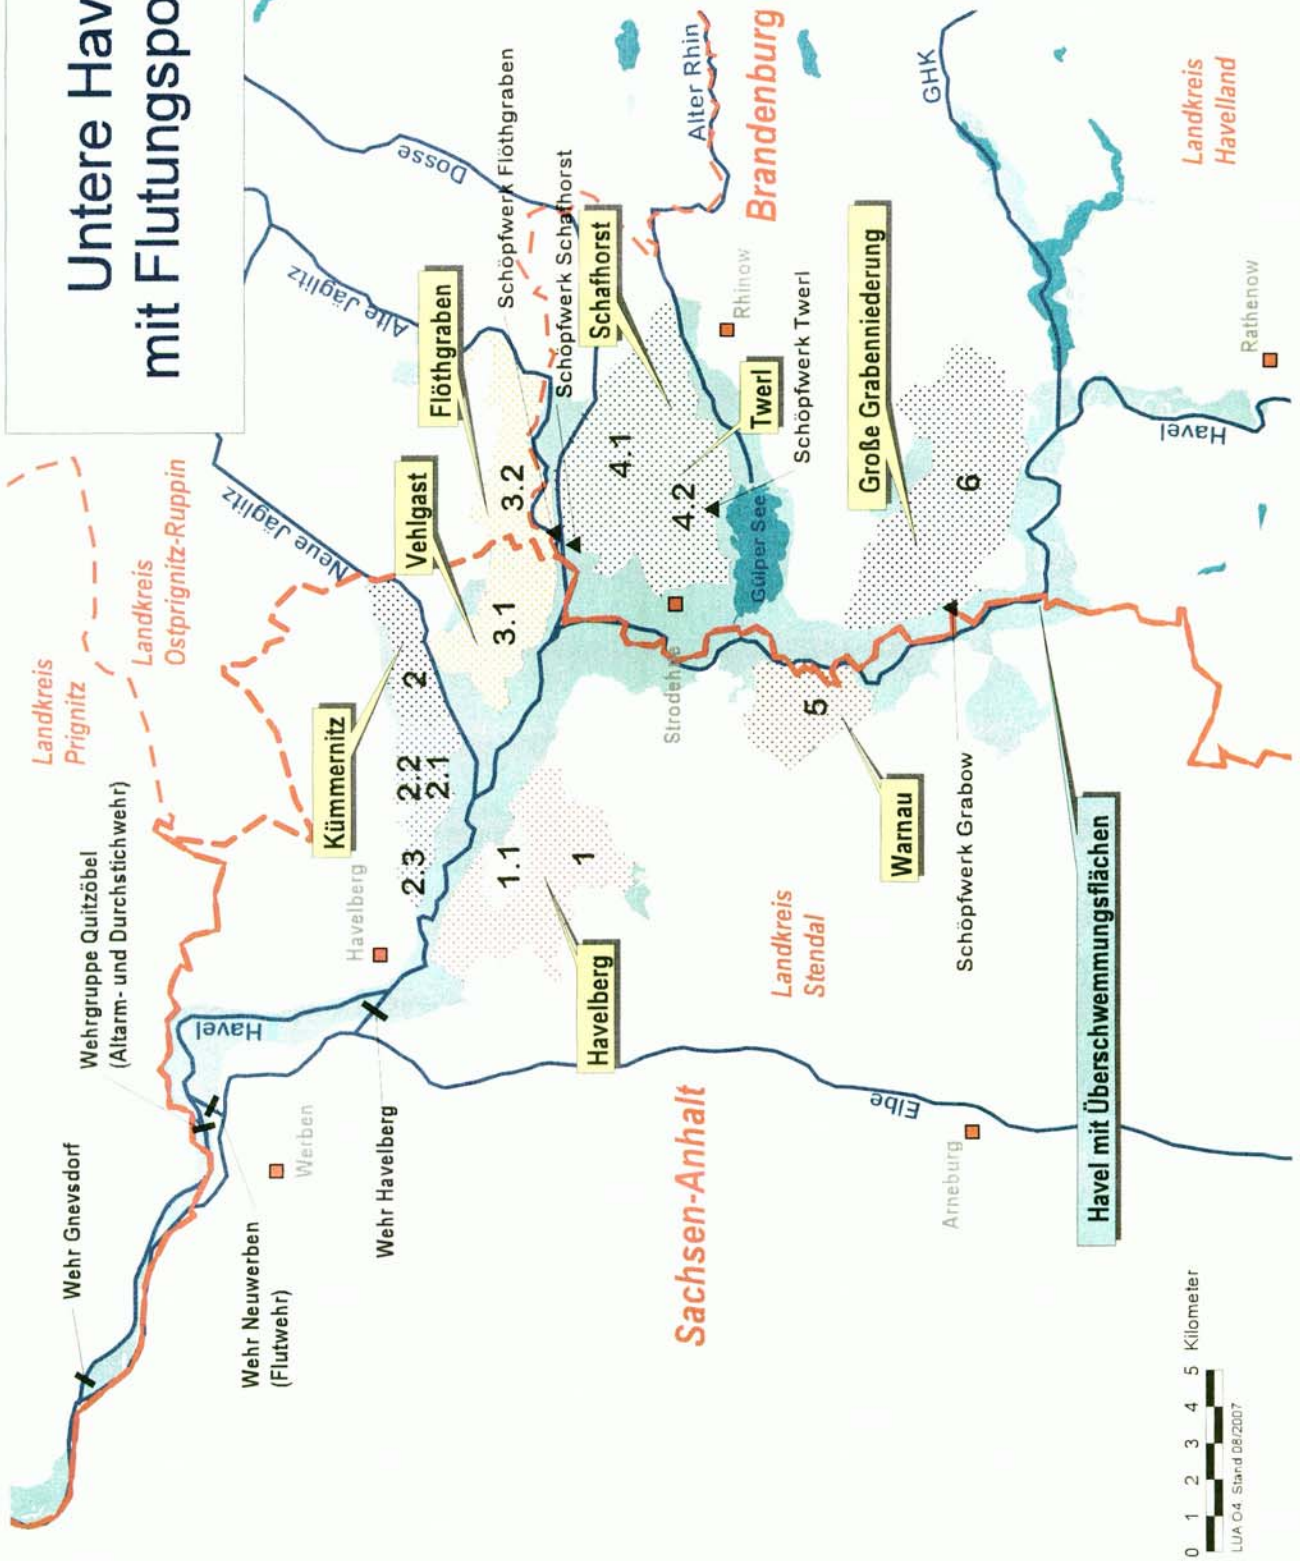 Untere Hav
mit Flutungspo
Landkreis
Prignitz
Landkreis
Ostprignitz-Ruppin
Neue Jäglitz
Alte Jäglitz
Dosse
Wehr Gnevsdorf
Wehrgruppe Quitzöbel
(Altarm- und Durchstichwehr)
Kümmernitz
Vehlgast
Flöthgraben
Schöpfwerk Flöthgraben
Schöpfwerk Schafhorst
Schafhorst
Alter Rhin
Brandenburg
Wehr Neuwerben
(Flutwehr)
Werben
Havel
Havelberg
Wehr Havelberg
2.3
2.2
2.1
2
3.1
3.2
4.1
4.2
1.1
1
Havelberg
Rhinow
Twerl
Schöpfwerk Twerl
Strodehne
Gülper See
Große Grabenniederung
GHK
Landkreis
Havelland
Sachsen-Anhalt
Landkreis
Stendal
5
Warnau
6
Elbe
Arneburg
Schöpfwerk Grabow
Havel
Rathenow
Havel mit Überschwemmungsflächen
0 1 2 3 4 5 Kilometer
LUA O4 Stand 08/2007